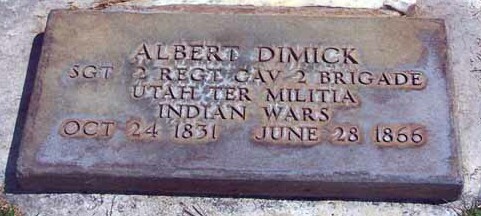 ALBERT DIMICK
SGT 2 REGT CAV 2 BRIGADE
UTAH TER MILITIA
INDIAN WARS
OCT 24 1831 JUNE 28 1866